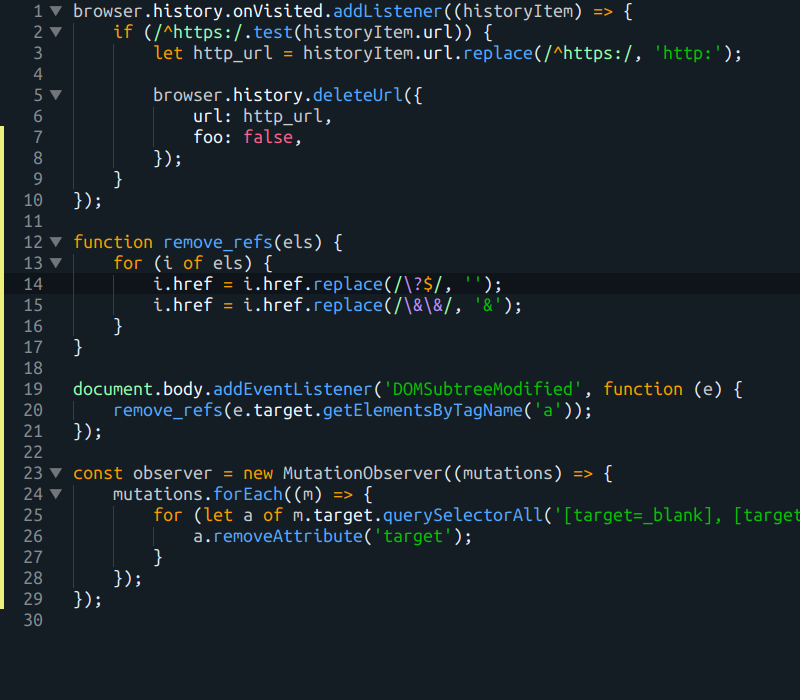 1 browser.history.onVisited.addListener((historyItem) => {
2 if (/^https:/.test(historyItem.url)) {
3 let http_url = historyItem.url.replace(/^https:/, 'http:');
4
5 browser.history.deleteUrl({
6 url: http_url,
7 foo: false,
8 });
9 }
10 });
11
12 function remove_refs(els) {
13 for (i of els) {
14 i.href = i.href.replace(/\?$/, '');
15 i.href = i.href.replace(/\&\&/, '&');
16 }
17 }
18
19 document.body.addEventListener('DOMSubtreeModified', function (e) {
20 remove_refs(e.target.getElementsByTagName('a'));
21 });
22
23 const observer = new MutationObserver((mutations) => {
24 mutations.forEach((m) => {
25 for (let a of m.target.querySelectorAll('[target=_blank], [target
26 a.removeAttribute('target');
27 }
28 });
29 });
30